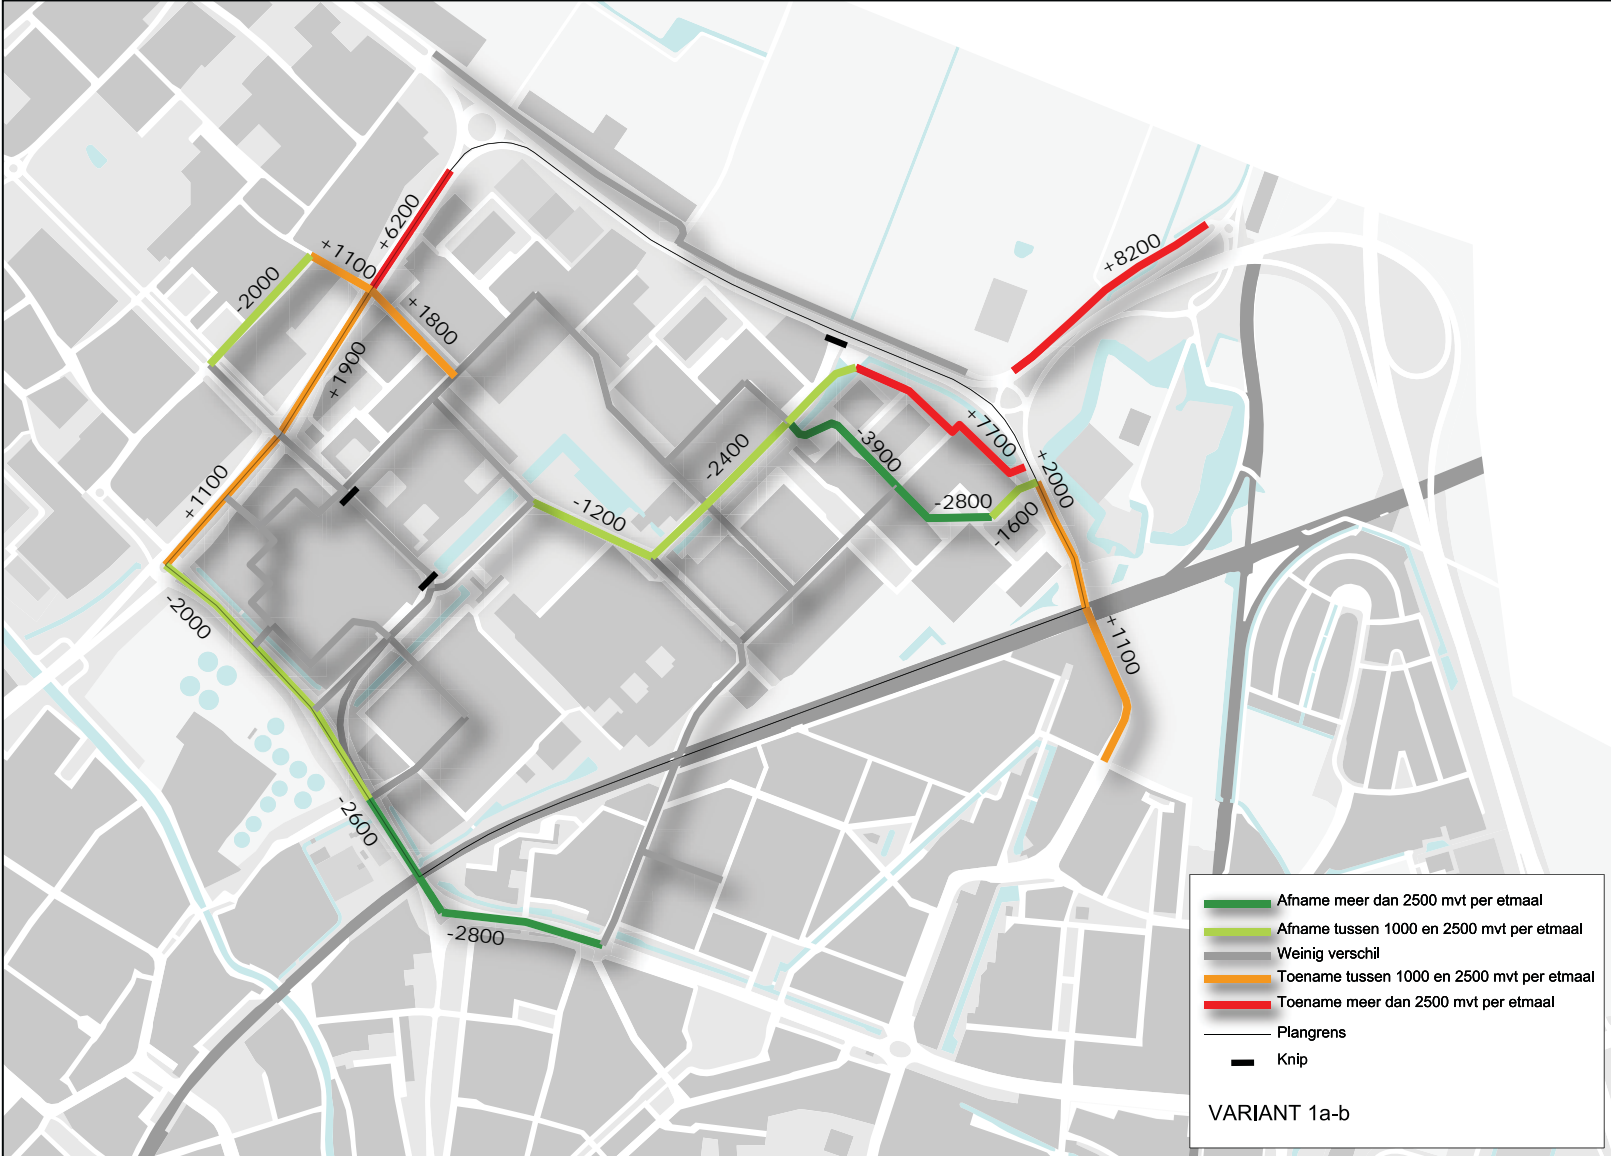 +6200
+1100
-2000
+1800
+1900
+1100
-2000
-2600
-2800
-1200
-2400
-3900
-2800
-1600
+7700
+2000
+8200
+1100
Afname meer dan 2500 mvt per etmaal
Afname tussen 1000 en 2500 mvt per etmaal
Weinig verschil
Toename tussen 1000 en 2500 mvt per etmaal
Toename meer dan 2500 mvt per etmaal
Plangrens
Knip
VARIANT 1a-b